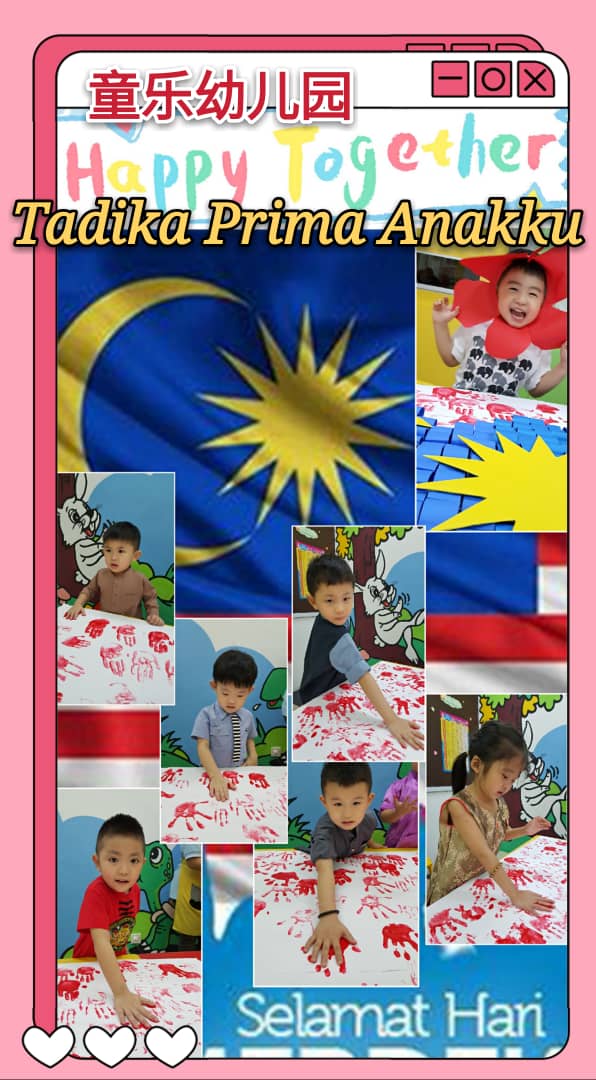 童乐幼儿园
Happy Together
Tadika Prima Anakku
Selamat Hari